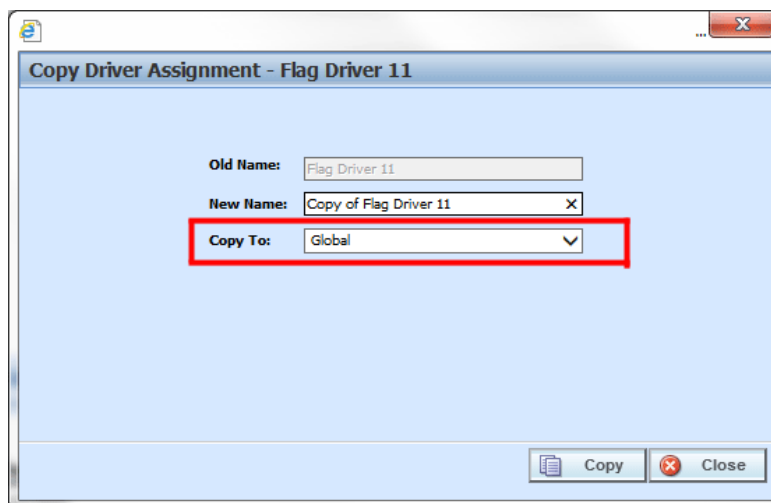 ...
Copy Driver Assignment - Flag Driver 11
Old Name: Flag Driver 11
New Name: Copy of Flag Driver 11
Copy To: Global
Copy Close